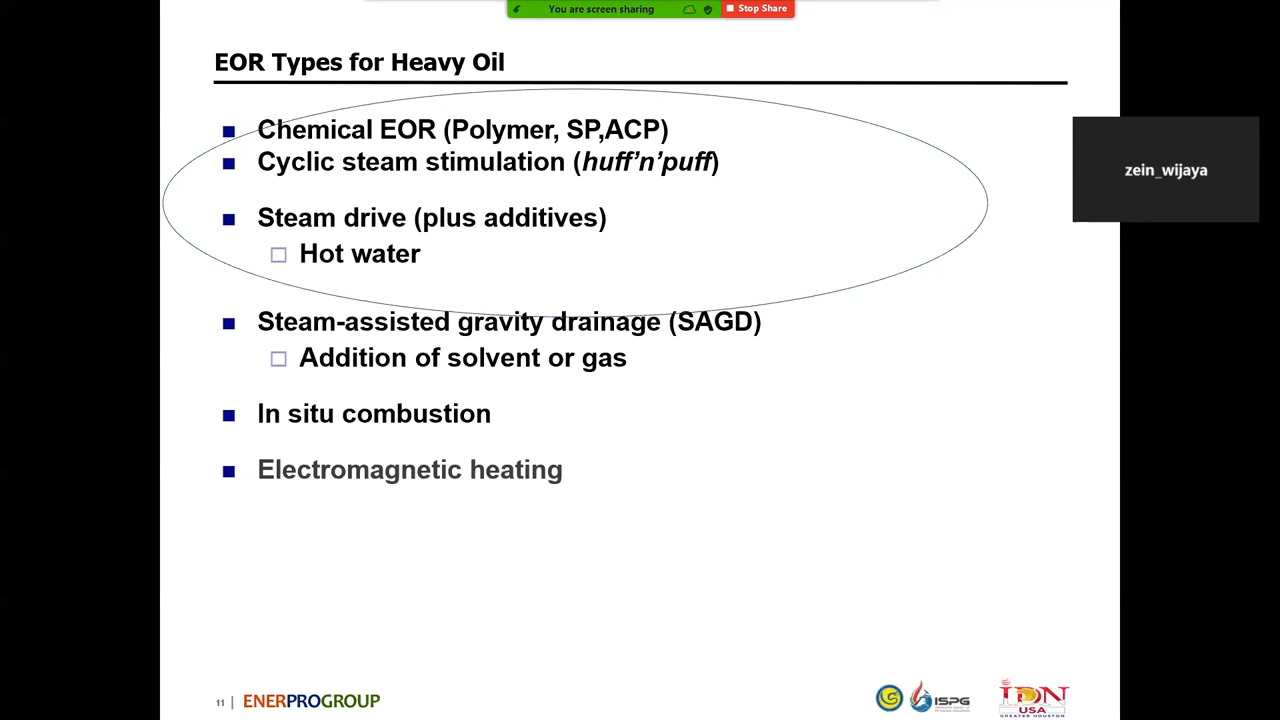 You are screen sharing
Stop Share
EOR Types for Heavy Oil
Chemical EOR (Polymer, SP,ACP)
Cyclic steam stimulation (huff’n’puff)
Steam drive (plus additives)
Hot water
Steam-assisted gravity drainage (SAGD)
Addition of solvent or gas
In situ combustion
Electromagnetic heating
zein_wijaya
11 | ENERPROGROUP
ISPG
IDN
USA
GREATER HOUSTON